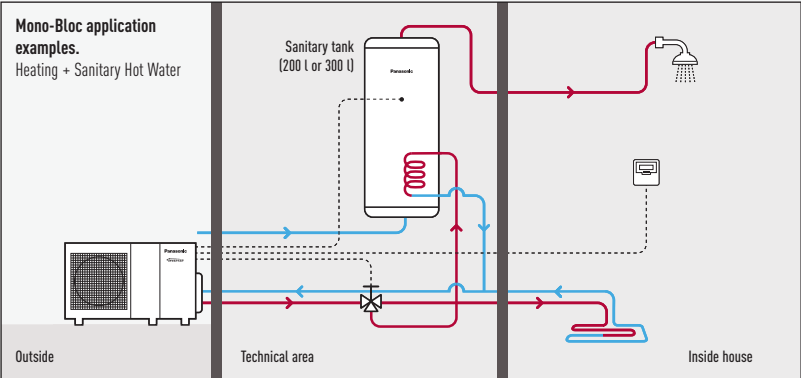 Mono-Bloc application
examples.
Heating + Sanitary Hot Water
Sanitary tank
(200 l or 300 l)
Panasonic
Panasonic
Inverter
Outside
Technical area
Inside house